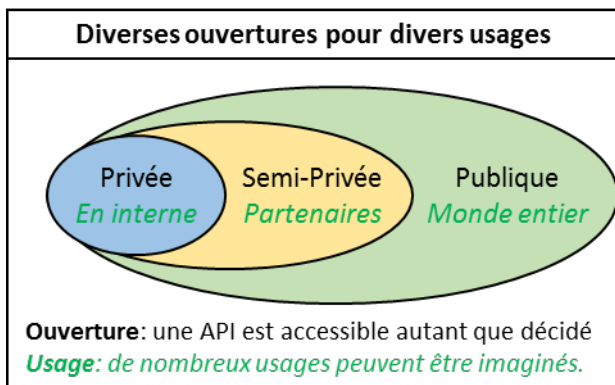 Diverses ouvertures pour divers usages
Privée Semi-Privée Publique
En interne Partenaires Monde entier
Ouverture: une API est accessible autant que décidé
Usage: de nombreux usages peuvent être imaginés.